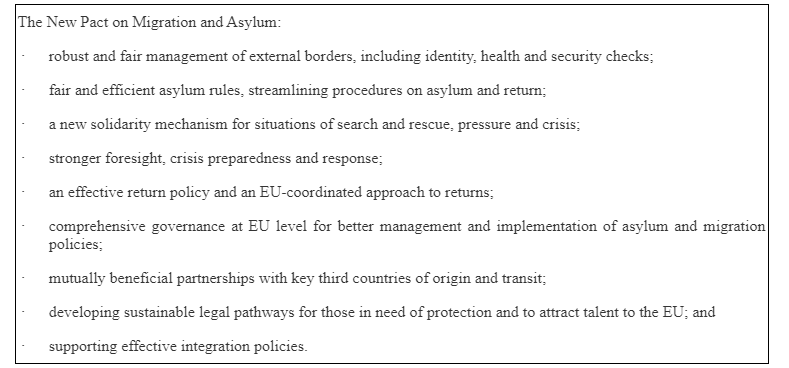 The New Pact on Migration and Asylum:
· robust and fair management of external borders, including identity, health and security checks;
· fair and efficient asylum rules, streamlining procedures on asylum and return;
· a new solidarity mechanism for situations of search and rescue, pressure and crisis;
· stronger foresight, crisis preparedness and response;
· an effective return policy and an EU-coordinated approach to returns;
· comprehensive governance at EU level for better management and implementation of asylum and migration
policies;
· mutually beneficial partnerships with key third countries of origin and transit;
· developing sustainable legal pathways for those in need of protection and to attract talent to the EU; and
· supporting effective integration policies.